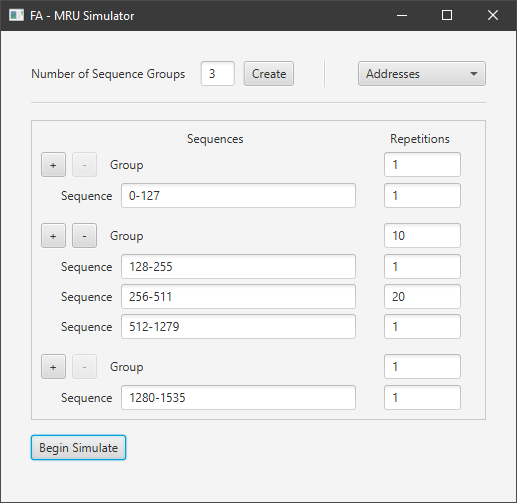 FA - MRU Simulator
Number of Sequence Groups 3 Create Addresses
Sequences Repetitions
+ - Group 1
Sequence 0-127 1
+ - Group 10
Sequence 128-255 1
Sequence 256-511 20
Sequence 512-1279 1
+ - Group 1
Sequence 1280-1535 1
Begin Simulate